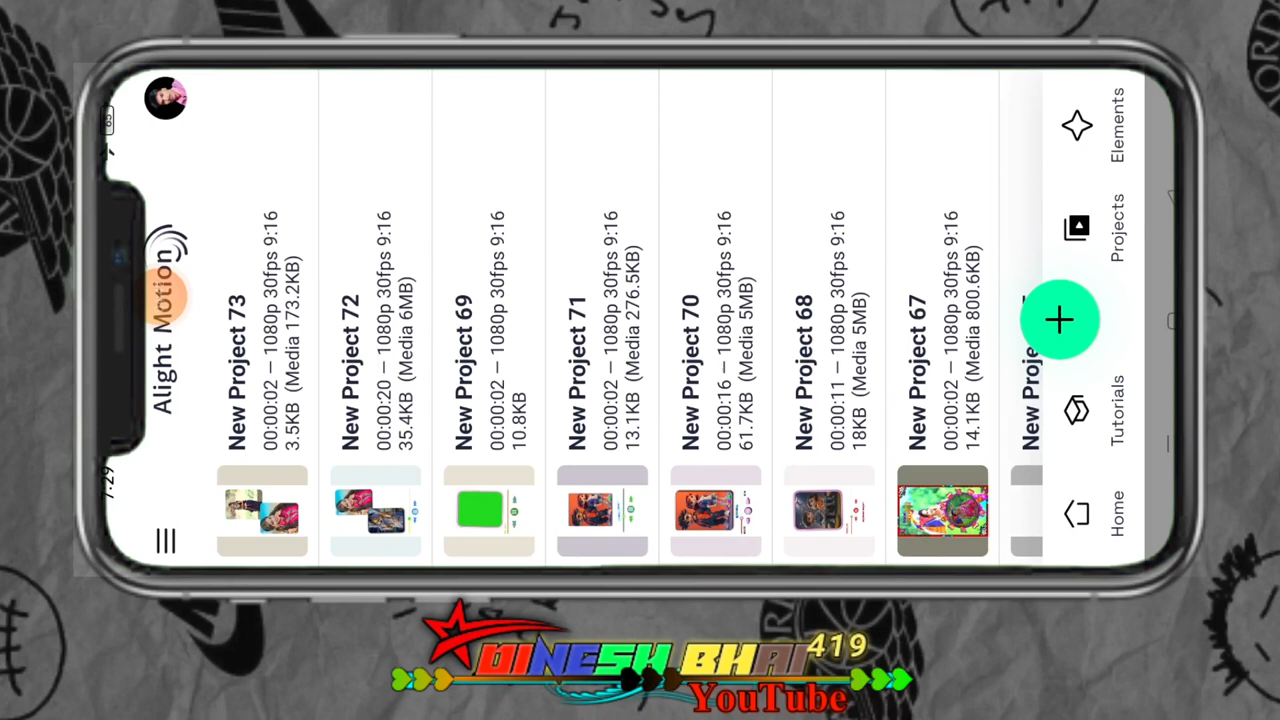 7:29
Alight Motion
New Project 73
00:00:02 — 1080p 30fps 9:16
3.5KB (Media 173.2KB)
New Project 72
00:00:20 — 1080p 30fps 9:16
35.4KB (Media 6MB)
New Project 69
00:00:02 — 1080p 30fps 9:16
10.8KB
New Project 71
00:00:02 — 1080p 30fps 9:16
13.1KB (Media 276.5KB)
New Project 70
00:00:16 — 1080p 30fps 9:16
61.7KB (Media 5MB)
New Project 68
00:00:11 — 1080p 30fps 9:16
18KB (Media 5MB)
New Project 67
00:00:02 — 1080p 30fps 9:16
14.1KB (Media 800.6KB)
New Proje
Home
Tutorials
Projects
Elements
DINESH BHAI 419
YouTube